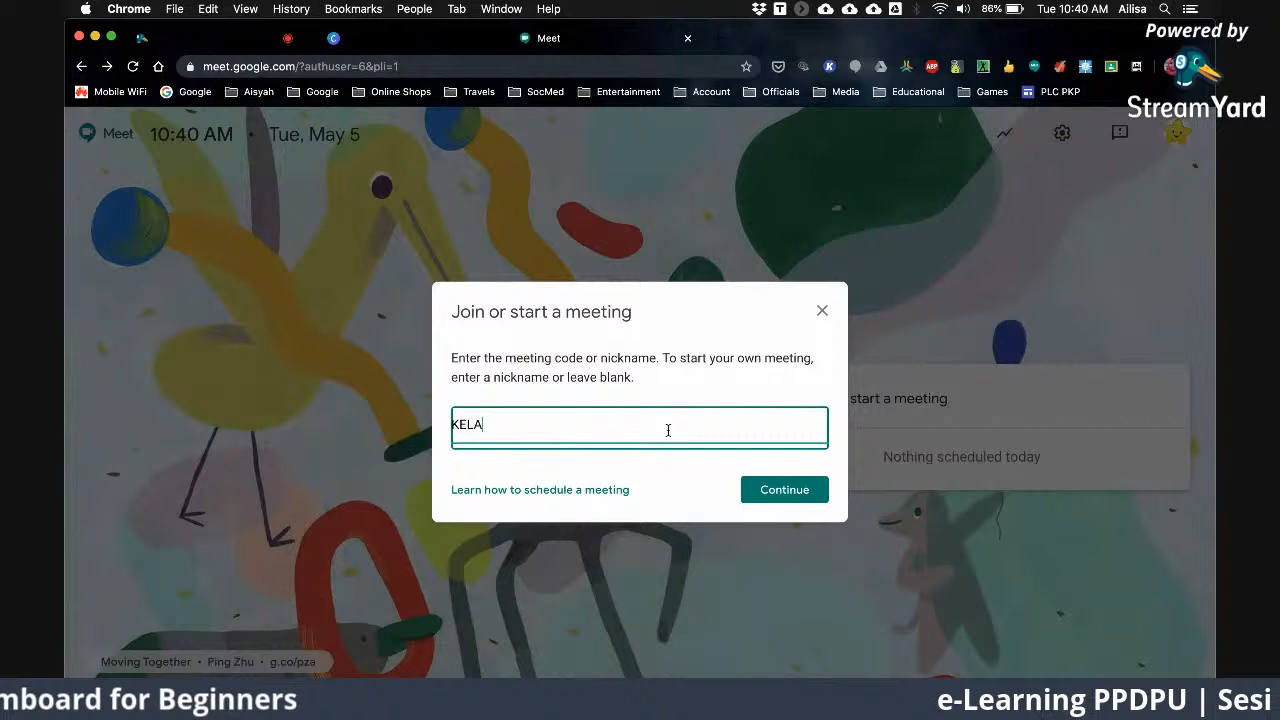 Chrome File Edit View History Bookmarks People Tab Window Help 86% Tue 10:40 AM Ailisa
Powered by
StreamYard
Meet
meet.google.com/?authuser=6&pli=1
Mobile WiFi Google Aisyah Google Online Shops Travels SocMed Entertainment Account Officials Media Educational Games PLC PKP
Meet 10:40 AM • Tue, May 5
Join or start a meeting
Enter the meeting code or nickname. To start your own meeting,
enter a nickname or leave blank.
KELA
Learn how to schedule a meeting
Continue
start a meeting
Nothing scheduled today
Moving Together • Ping Zhu • g.co/pza
mboard for Beginners
e-Learning PPDPU | Sesi